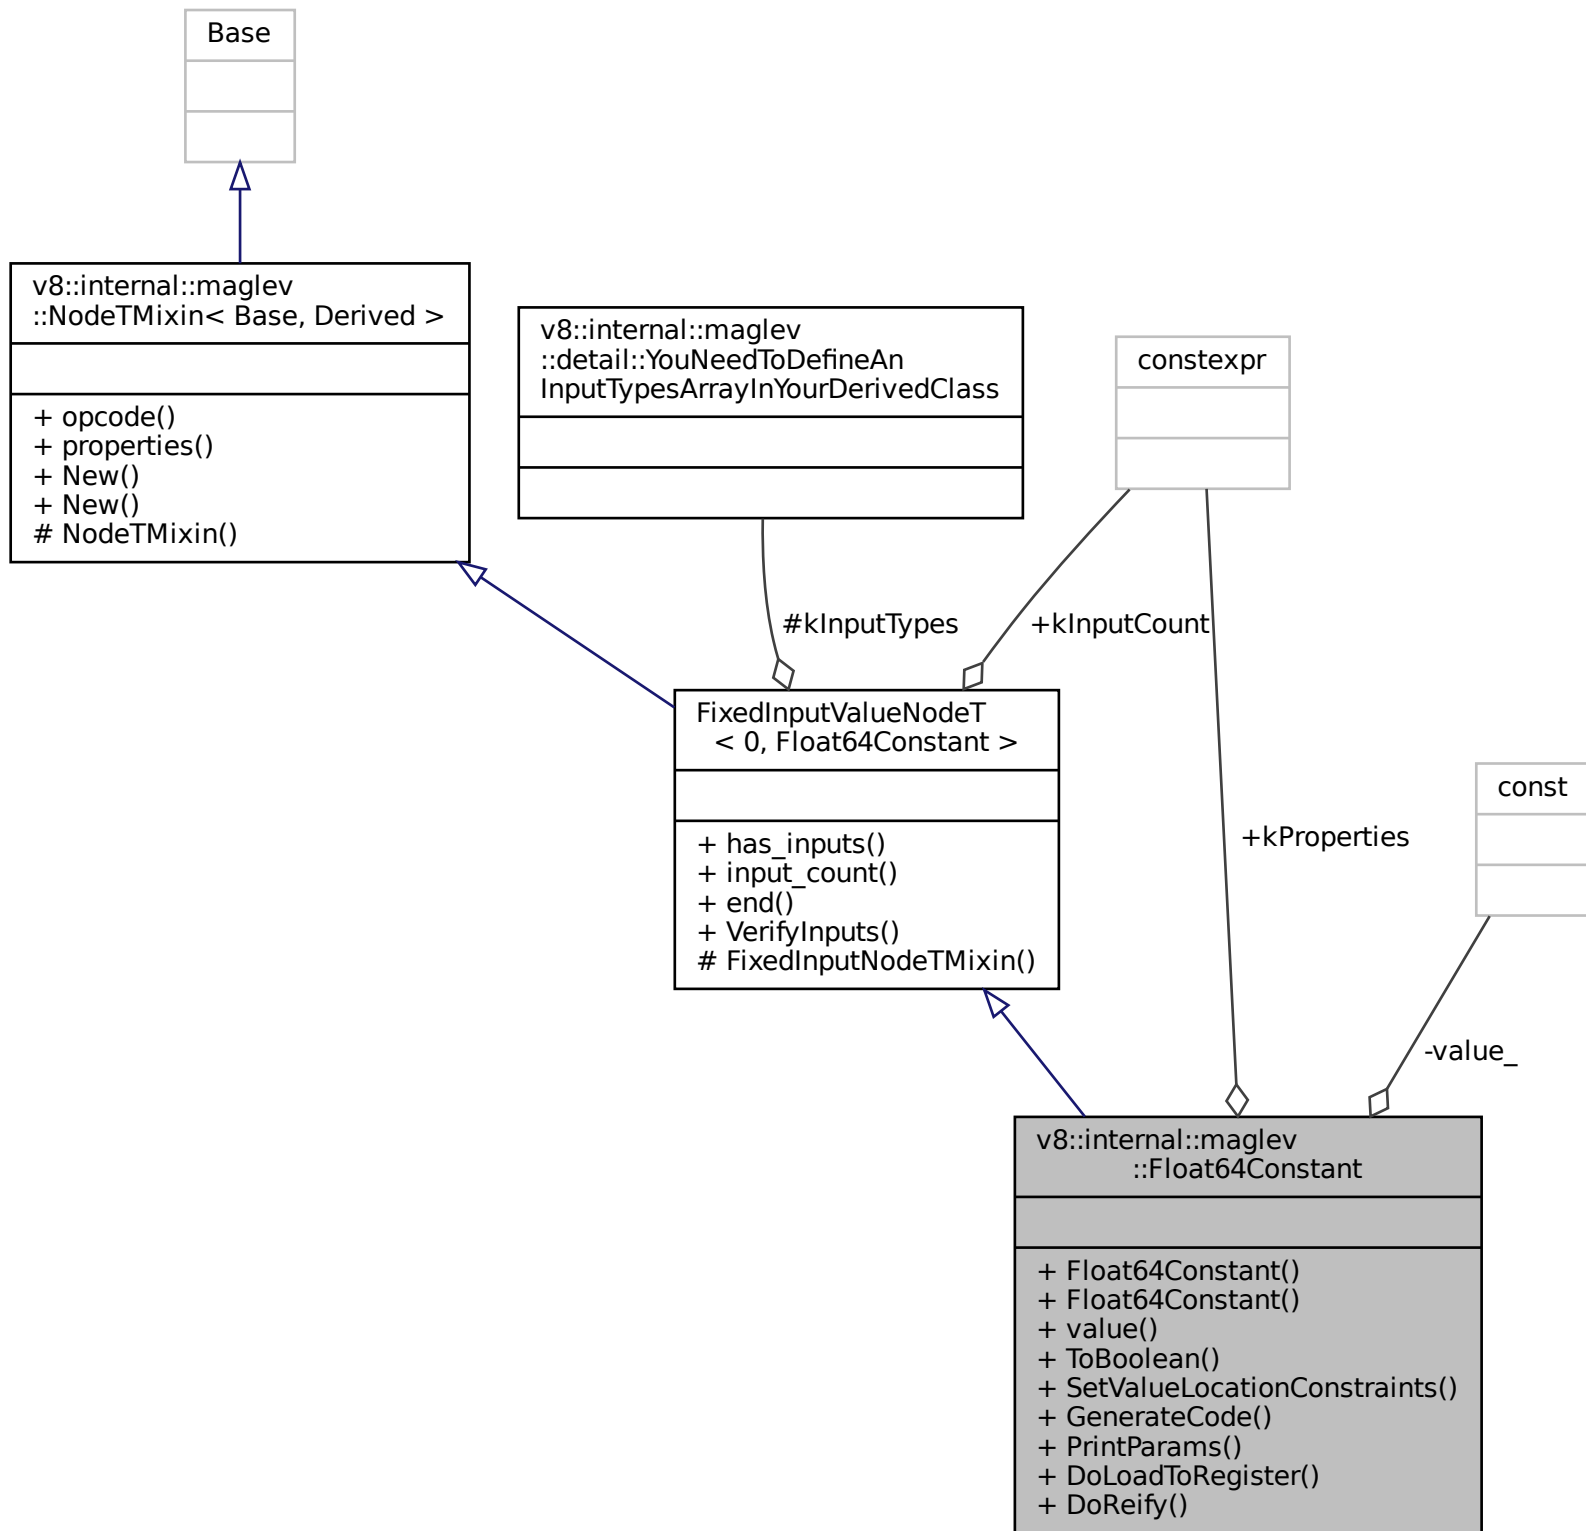 Base
v8::internal::maglev
::NodeTMixin< Base, Derived >
+ opcode()
+ properties()
+ New()
+ New()
# NodeTMixin()
v8::internal::maglev
::detail::YouNeedToDefineAn
InputTypesArrayInYourDerivedClass
constexpr
#kInputTypes
+kInputCount
FixedInputValueNodeT
< 0, Float64Constant >
+ has_inputs()
+ input_count()
+ end()
+ VerifyInputs()
# FixedInputNodeTMixin()
+kProperties
const
-value_
v8::internal::maglev
::Float64Constant
+ Float64Constant()
+ Float64Constant()
+ value()
+ ToBoolean()
+ SetValueLocationConstraints()
+ GenerateCode()
+ PrintParams()
+ DoLoadToRegister()
+ DoReify()